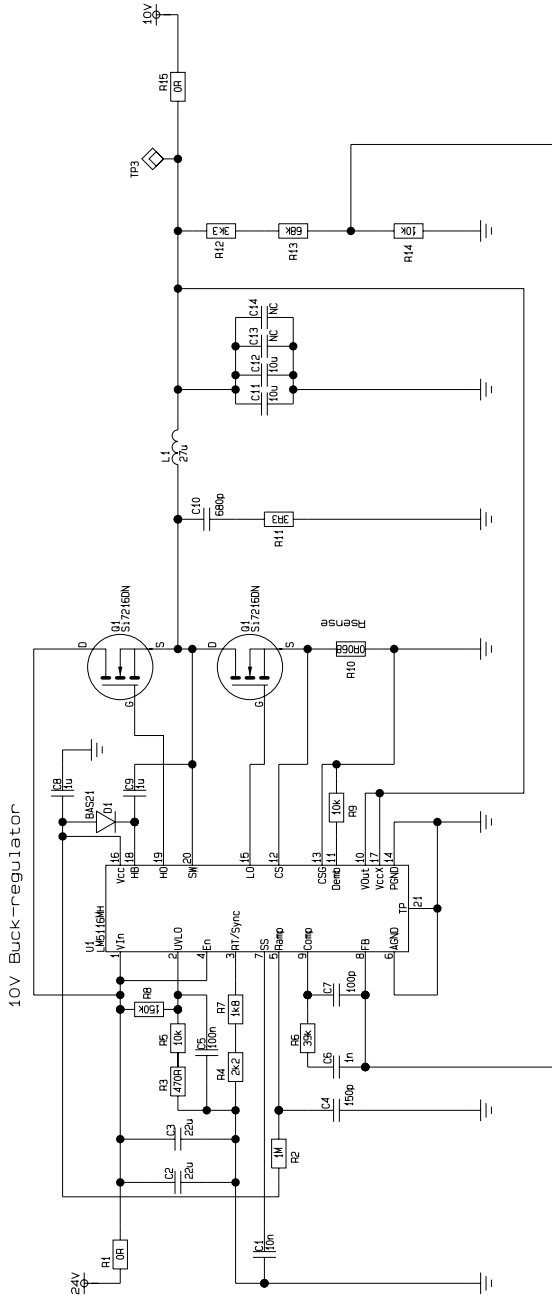 10V Buck-regulator
24V
R1
0R
C2
22u
C3
22u
R8
150k
R3
470R
R5
10k
C5
100n
R4
2k2
R7
1k8
C1
10n
R2
1M
C4
150p
R6
39k
C6
1n
C7
100p
U1
LM5116MH
1
VIn
2
UVLO
4
En
3
RT/Sync
7
SS
5
Ramp
9
Comp
8
FB
6
AGND
Vcc
16
HB
18
HO
19
SW
20
LO
15
CS
12
CSG
13
Demb
11
VOut
10
VccX
17
PGND
14
TP
21
C8
1u
BAS21
D1
C9
1u
R9
10k
Q1
Si7216DN
D
G
S
Q1
Si7216DN
D
G
S
Rsense
R10
0R068
C10
680p
R11
3R3
L1
27u
C11
10u
C12
10u
C13
NC
C14
NC
R12
3k3
R13
68k
R14
10k
TP3
R15
0R
10V